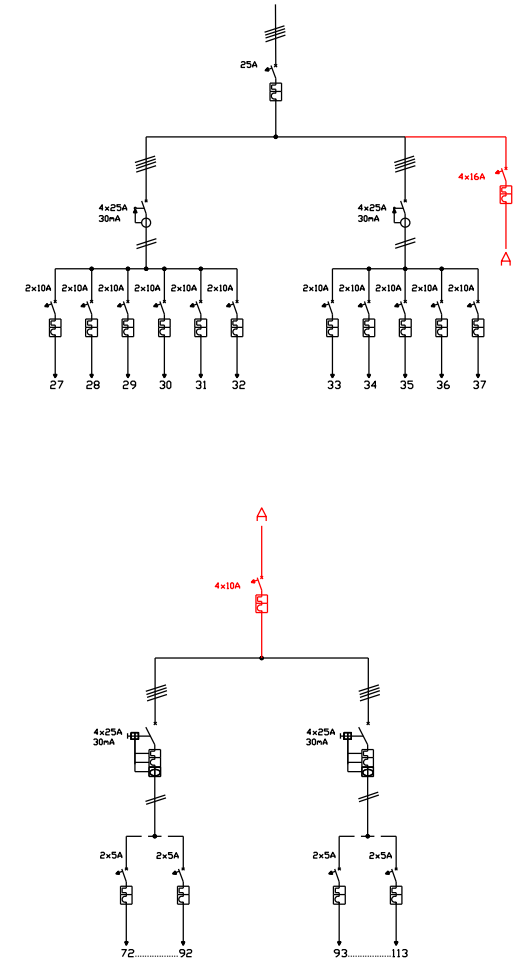 25A
4x16A
4x25A
30mA
4x25A
30mA
A
2x10A 2x10A 2x10A 2x10A 2x10A 2x10A 2x10A 2x10A 2x10A 2x10A 2x10A
27 28 29 30 31 32 33 34 35 36 37
A
4x10A
4x25A
30mA
4x25A
30mA
2x5A 2x5A 2x5A 2x5A
72..............92 93..............113